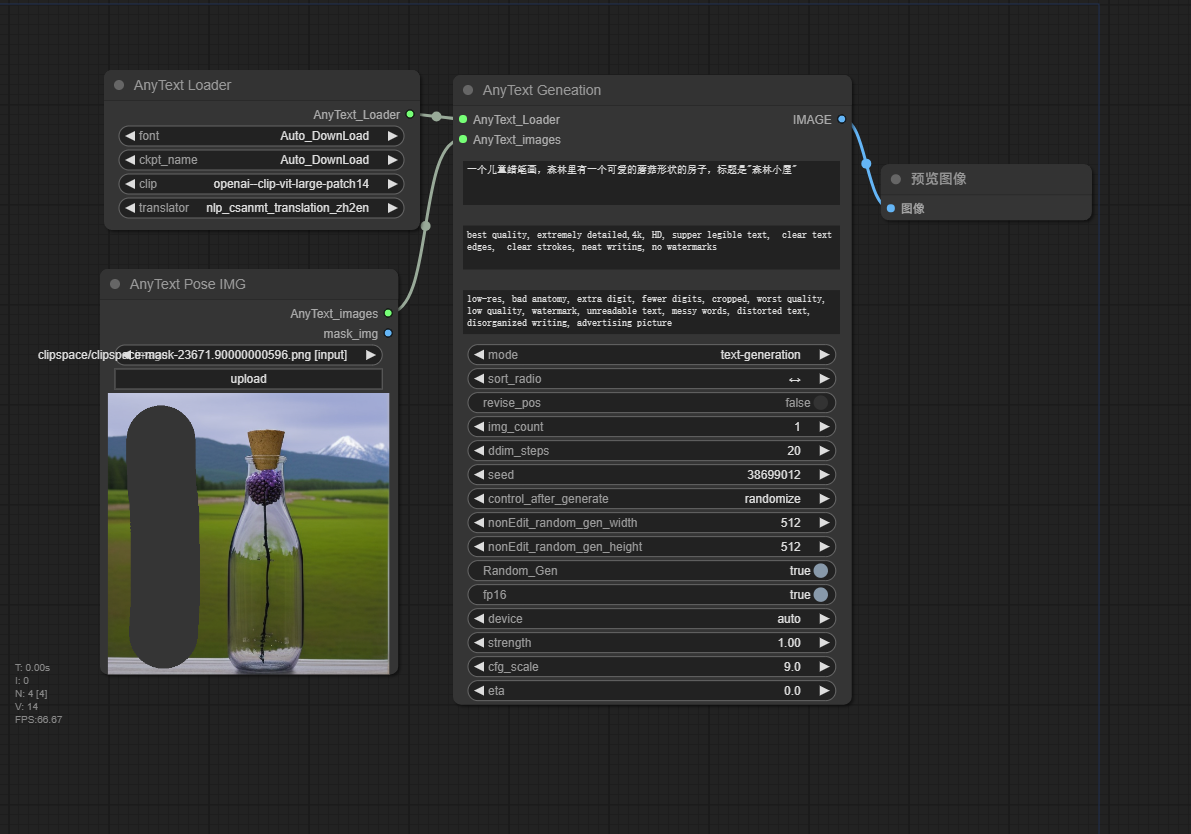 AnyText Loader
AnyText_Loader
font Auto_DownLoad
ckpt_name Auto_DownLoad
clip openai--clip-vit-large-patch14
translator nlp_csanmt_translation_zh2en
AnyText Pose IMG
AnyText_images
mask_img
clipspace/clipspace-mask-23671.90000000596.png [input]
upload
AnyText Geneation
AnyText_Loader IMAGE
AnyText_images
一个儿童蜡笔画，森林里有一个可爱的蘑菇形状的房子，标题是"森林小屋"
best quality, extremely detailed,4k, HD, supper legible text,  clear text
edges,  clear strokes, neat writing, no watermarks
low-res, bad anatomy, extra digit, fewer digits, cropped, worst quality,
low quality, watermark, unreadable text, messy words, distorted text,
disorganized writing, advertising picture
mode text-generation
sort_radio ↔
revise_pos false
img_count 1
ddim_steps 20
seed 38699012
control_after_generate randomize
nonEdit_random_gen_width 512
nonEdit_random_gen_height 512
Random_Gen true
fp16 true
device auto
strength 1.00
cfg_scale 9.0
eta 0.0
预览图像
图像
T: 0.00s
I: 0
N: 4 [4]
V: 14
FPS:66.67